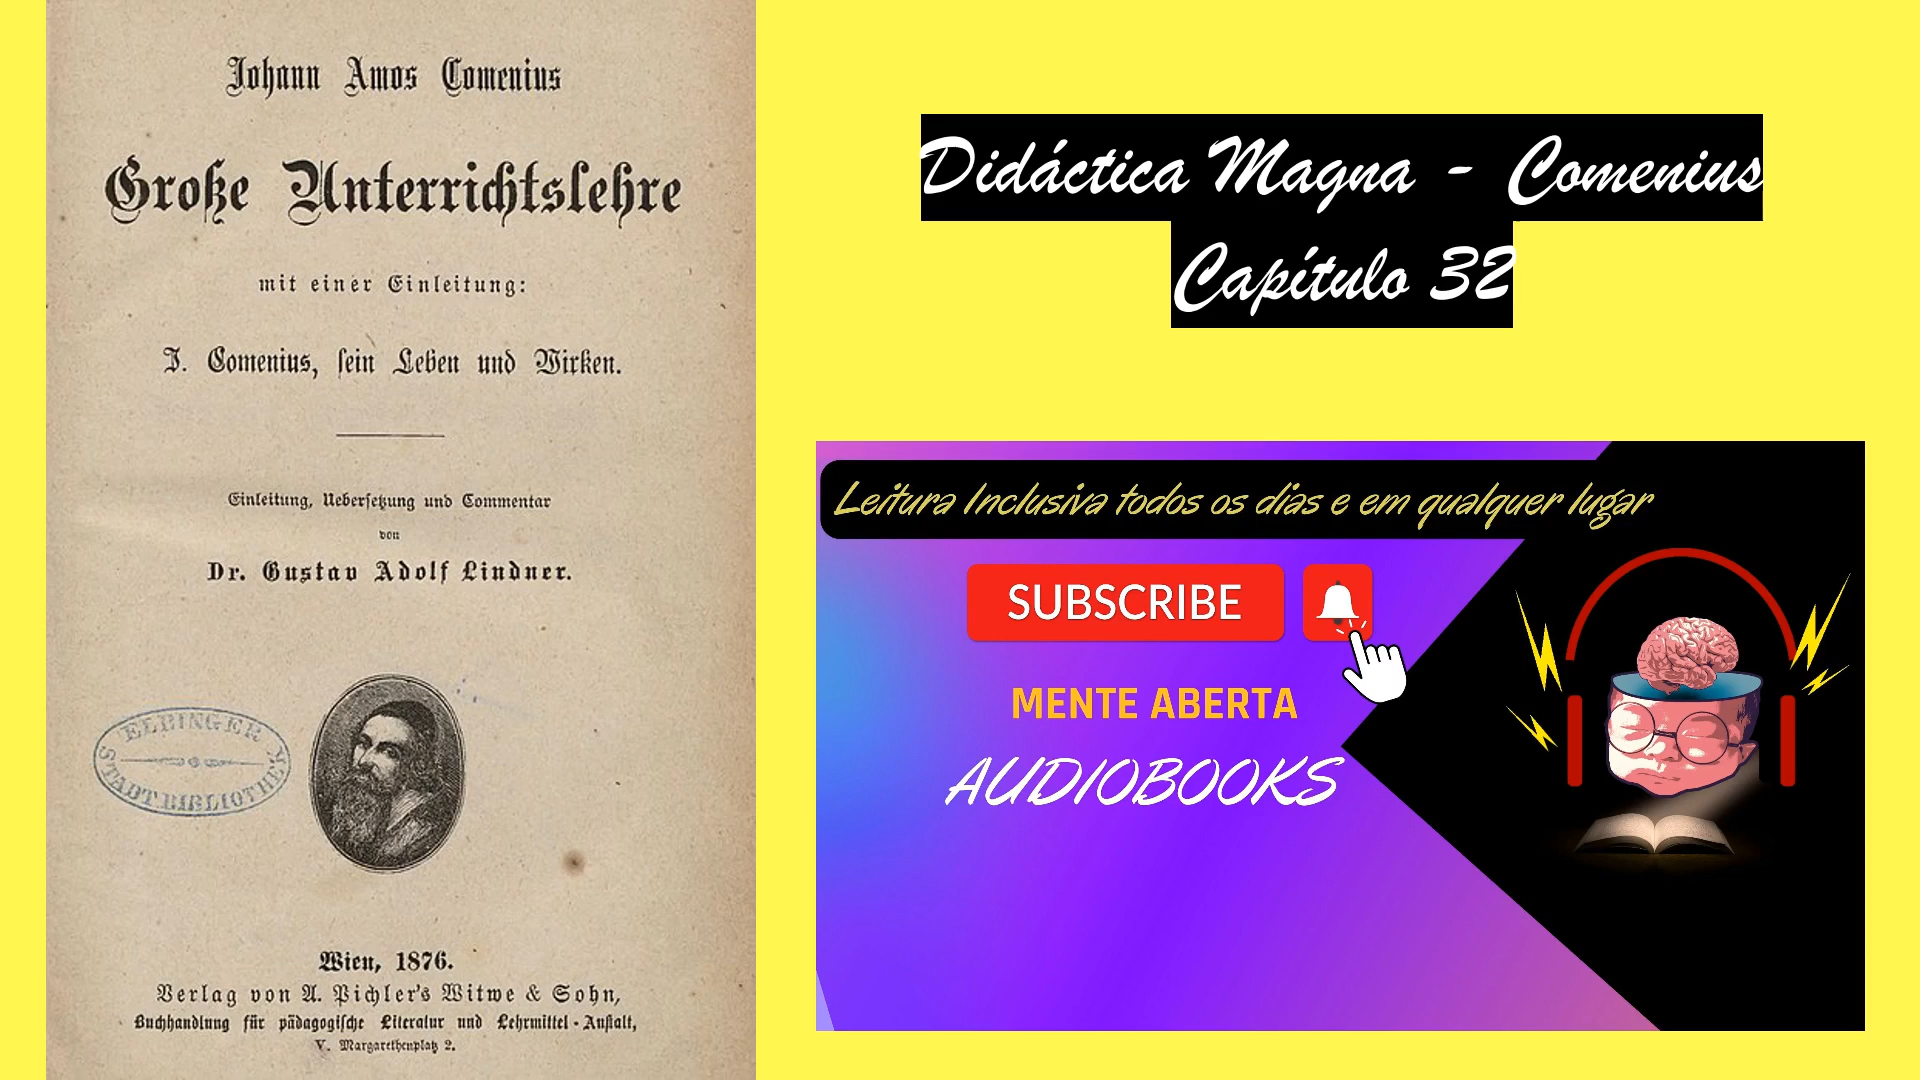 Johann Amos Comenius
Große Unterrichtslehre
mit einer Einleitung:
J. Comenius, sein Leben und Wirken.
Einleitung, Uebersetzung und Commentar
von
Dr. Gustav Adolf Lindner.
ELBINGER
STADTBIBLIOTHEK
Wien, 1876.
Verlag von A. Pichler's Witwe & Sohn,
Buchhandlung für pädagogische Literatur und Lehrmittel-Anstalt,
V. Margarethenplatz 2.
Didáctica Magna - Comenius
Capítulo 32
Leitura Inclusiva todos os dias e em qualquer lugar
SUBSCRIBE
MENTE ABERTA
AUDIOBOOKS